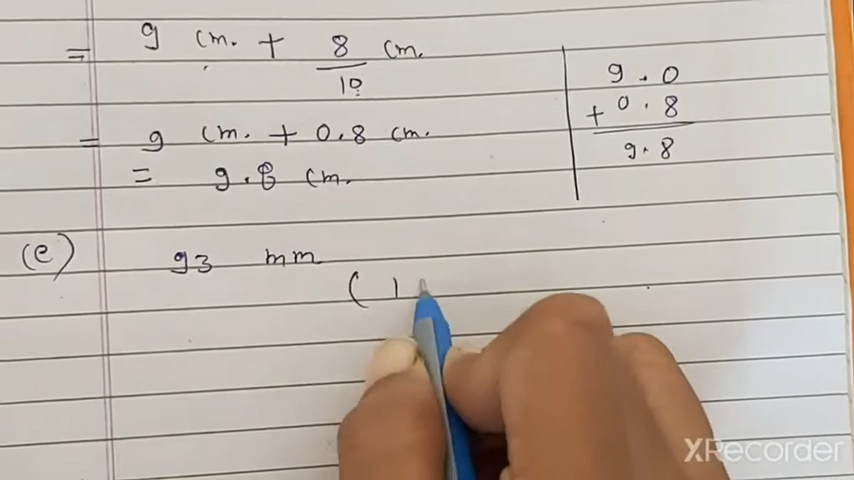 = 9 cm. + 8/10 cm.
= 9 cm. + 0.8 cm.
= 9.8 cm.
9.0
+ 0.8
9.8
(e) 93 mm
( 1
XRecorder